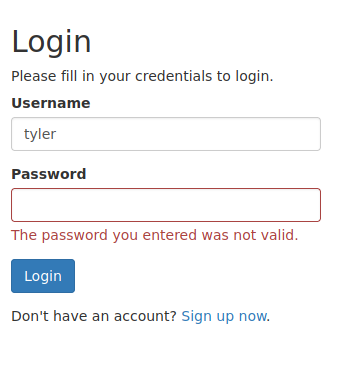 Login
Please fill in your credentials to login.
Username
tyler
Password
The password you entered was not valid.
Login
Don't have an account? Sign up now.